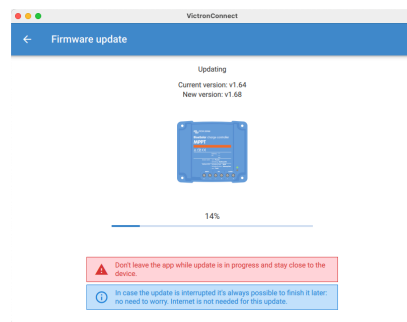 VictronConnect
Firmware update
Updating
Current version: v1.64
New version: v1.68
MPPT
14%
Don't leave the app while update is in progress and stay close to the
device.
In case the update is interrupted it's always possible to finish it later:
no need to worry. Internet is not needed for this update.